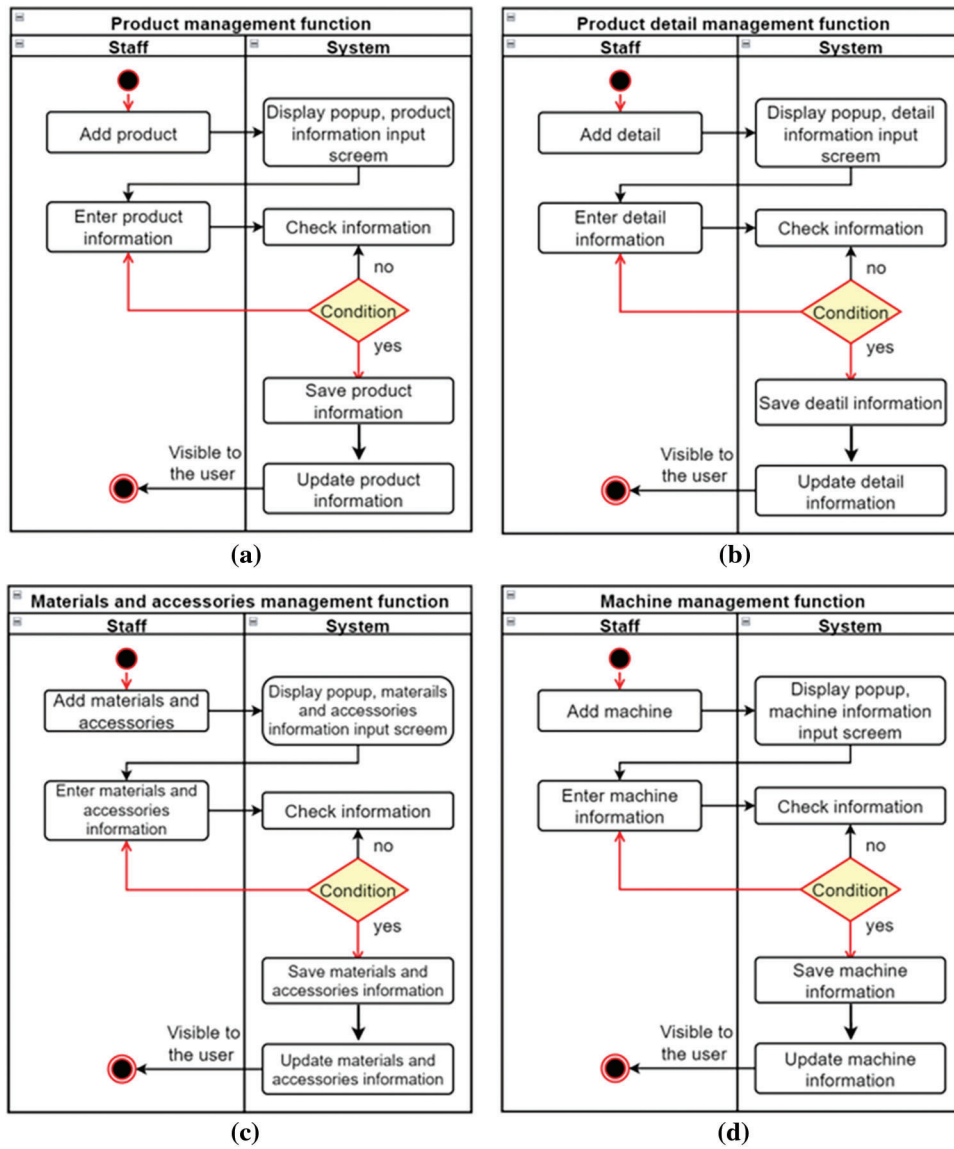 Product management function
Staff
System
Add product
Display popup, product
information input
screem
Enter product
information
Check information
no
Condition
yes
Save product
information
Visible to
the user
Update product
information
(a)
Product detail management function
Staff
System
Add detail
Display popup, detail
information input
screem
Enter detail
information
Check information
no
Condition
yes
Save deatil information
Visible to
the user
Update detail
information
(b)
Materials and accessories management function
Staff
System
Add materials and
accessories
Display popup, materails
and accessories
information input screem
Enter materials and
accessories
information
Check information
no
Condition
yes
Save materials and
accessories information
Visible to
the user
Update materials and
accessories information
(c)
Machine management function
Staff
System
Add machine
Display popup,
machine information
input screem
Enter machine
information
Check information
no
Condition
yes
Save machine
information
Visible to
the user
Update machine
information
(d)